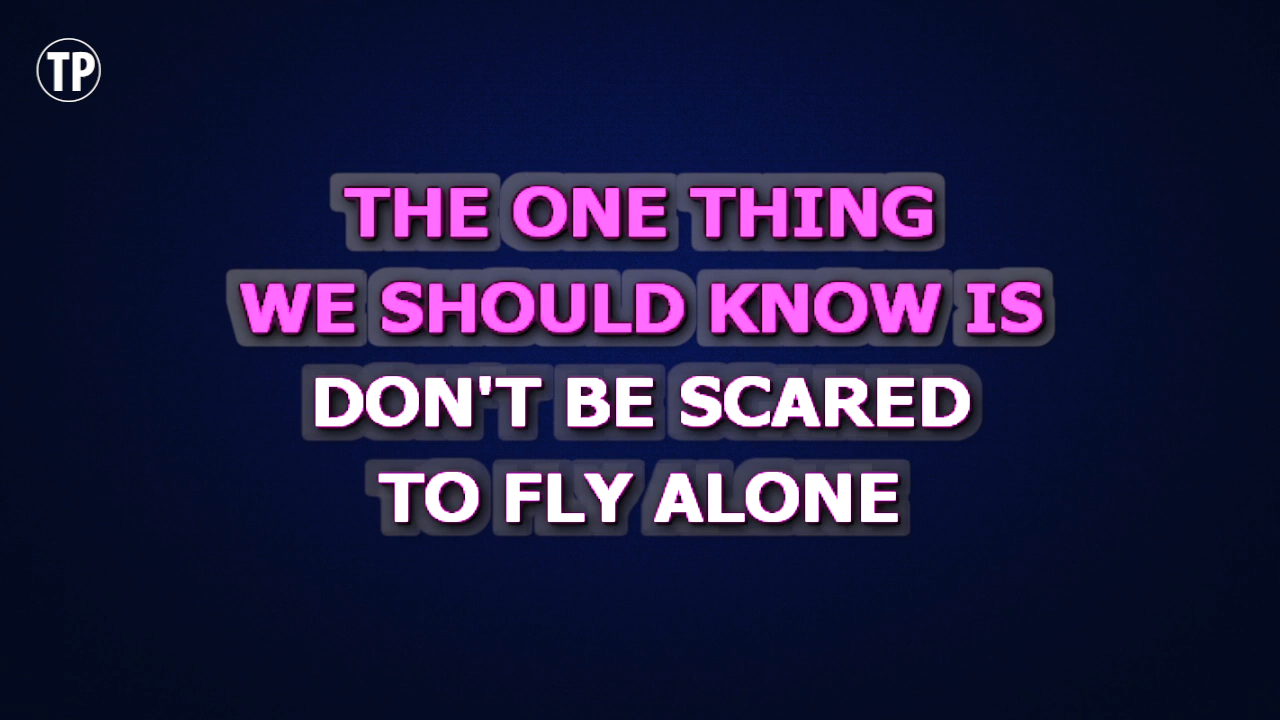 TP
THE ONE THING
WE SHOULD KNOW IS
DON'T BE SCARED
TO FLY ALONE